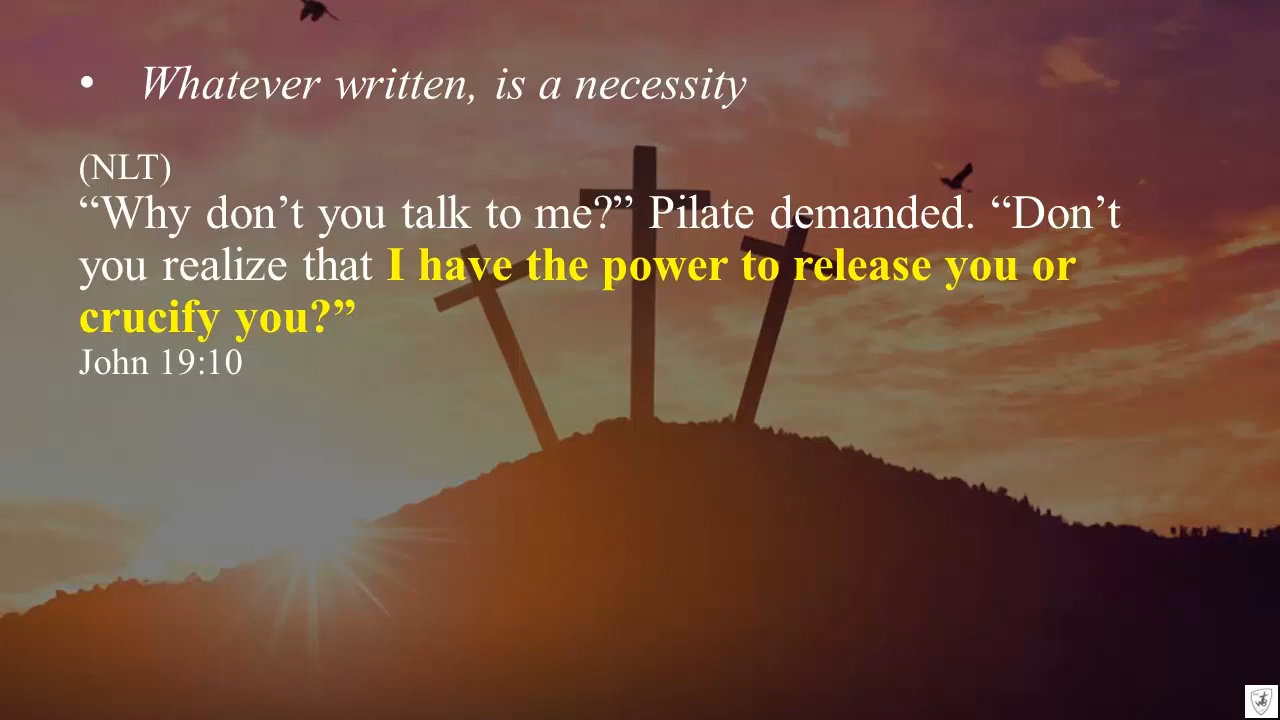 • Whatever written, is a necessity
(NLT)
“Why don’t you talk to me?” Pilate demanded. “Don’t
you realize that I have the power to release you or
crucify you?”
John 19:10